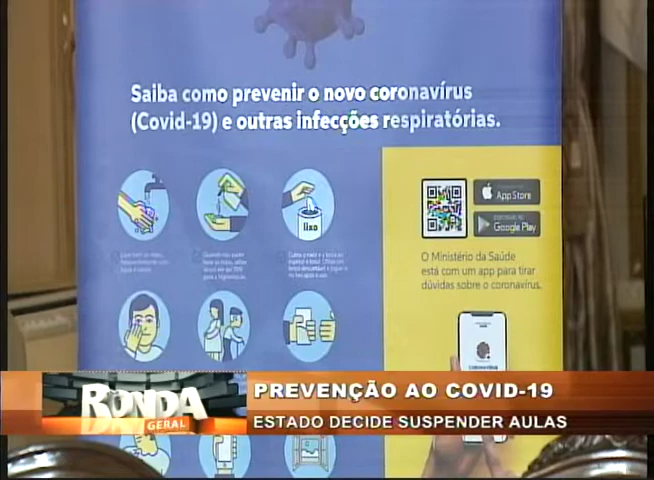 Saiba como prevenir o novo coronavírus
(Covid-19) e outras infecções respiratórias.
lixo
App Store
Google Play
O Ministério da Saúde
está com um app para tirar
dúvidas sobre o coronavírus.
CORONAVÍRUS
RONDA
GERAL
PREVENÇÃO AO COVID-19
ESTADO DECIDE SUSPENDER AULAS